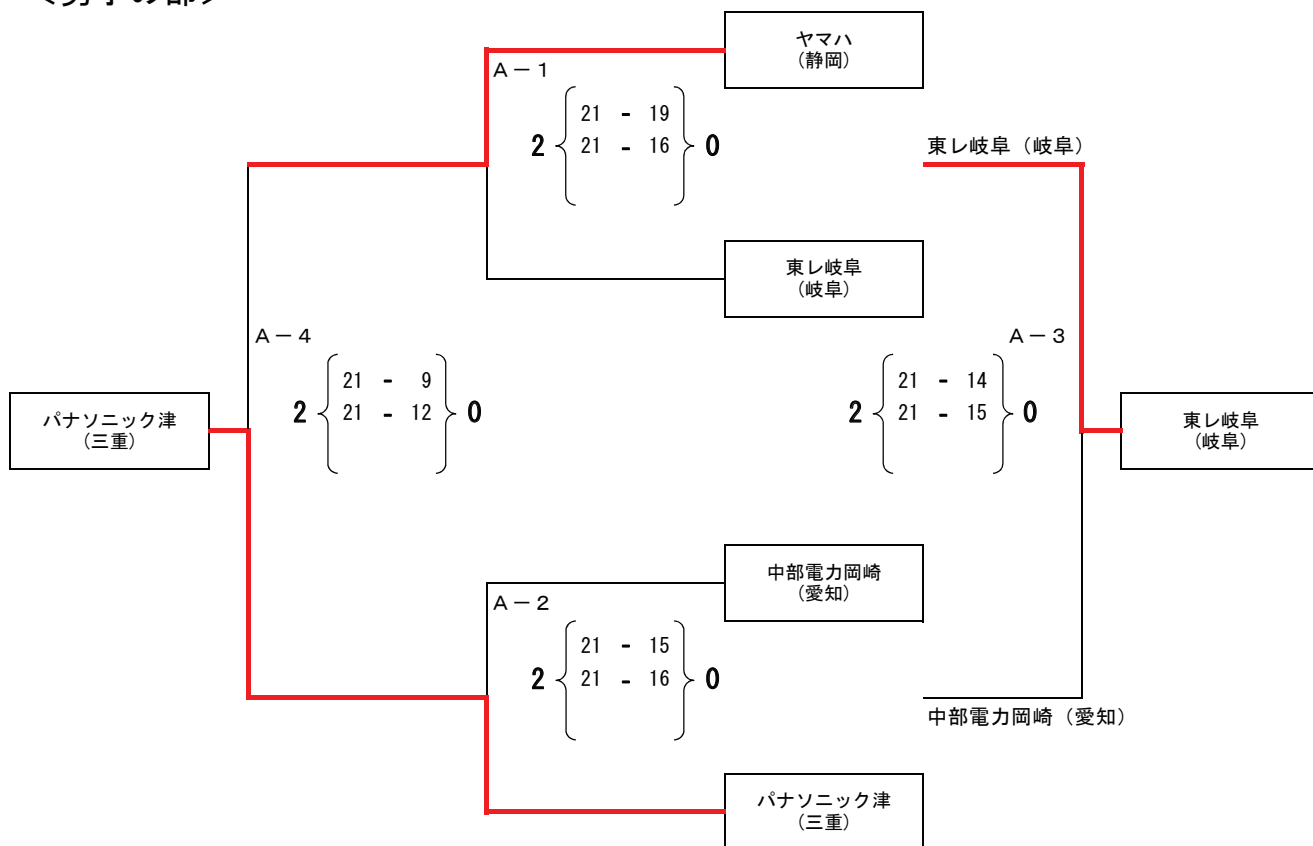 ヤマハ
(静岡)
A－1
21 - 19
2 21 - 16 0
東レ岐阜（岐阜）
東レ岐阜
(岐阜)
A－4
A－3
21 - 9
2 21 - 12 0
21 - 14
2 21 - 15 0
パナソニック津
(三重)
東レ岐阜
(岐阜)
中部電力岡崎
(愛知)
A－2
21 - 15
2 21 - 16 0
中部電力岡崎（愛知）
パナソニック津
(三重)